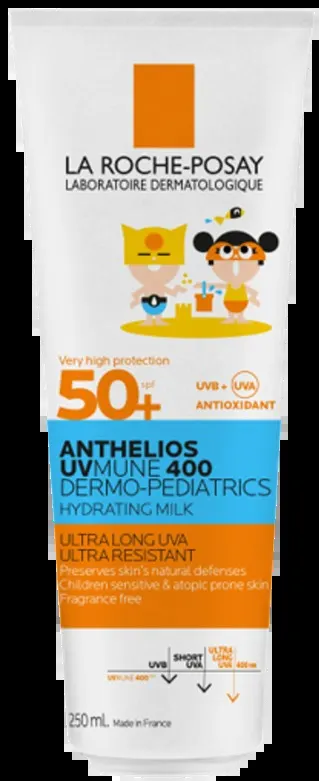 LA ROCHE-POSAY
LABORATOIRE DERMATOLOGIQUE
Very high protection
50+ spf
UVB + UVA
ANTIOXIDANT
ANTHELIOS
UVMUNE 400
DERMO-PEDIATRICS
HYDRATING MILK
ULTRA LONG UVA
ULTRA RESISTANT
Preserves skin's natural defenses
Children sensitive & atopic prone skin
Fragrance free
UVB
SHORT UVA
ULTRA LONG UVA
400 nm
UVMUNE 400
250 mL Made in France